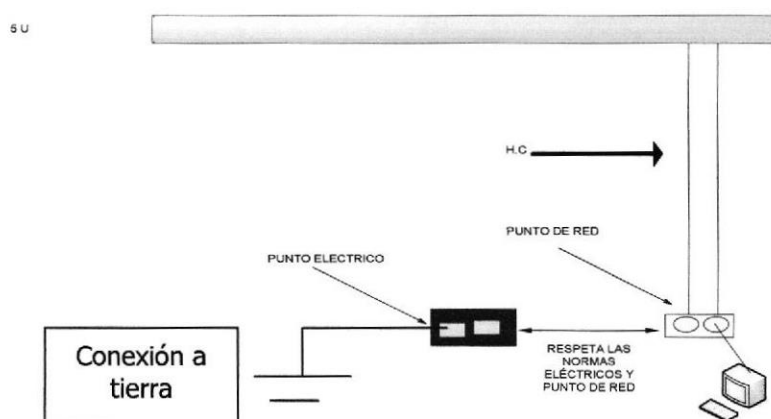 5 U
H.C
PUNTO DE RED
PUNTO ELECTRICO
RESPETA LAS
NORMAS
ELÉCTRICOS Y
PUNTO DE RED
Conexión a
tierra